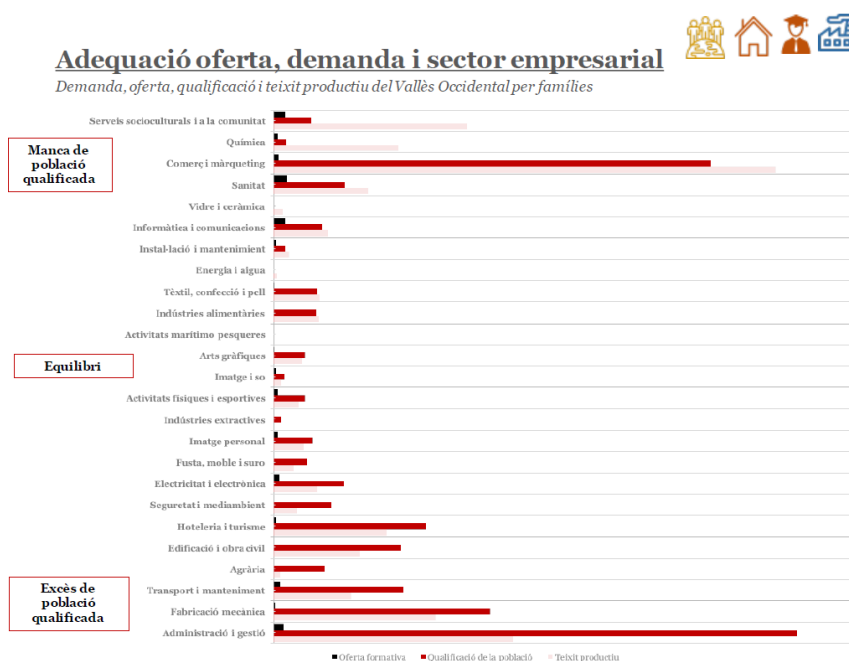 Adequació oferta, demanda i sector empresarial
Demanda, oferta, qualificació i teixit productiu del Vallès Occidental per famílies
Manca de
població
qualificada
Equilibri
Excès de
població
qualificada
Serveis socioculturals i a la comunitat
Química
Comerç i màrqueting
Sanitat
Vidre i ceràmica
Informàtica i comunicacions
Instal·lació i mantenimient
Energia i aigua
Tèxtil, confecció i pell
Indústries alimentàries
Activitats marítimo pesqueres
Arts gràfiques
Imatge i so
Activitats físiques i esportives
Indústries extractives
Imatge personal
Fusta, moble i suro
Electricitat i electrònica
Seguretat i mediambient
Hoteleria i turisme
Edificació i obra civil
Agrària
Transport i manteniment
Fabricació mecànica
Administració i gestió
Oferta formativa Qualificació de la població Teixit productiu